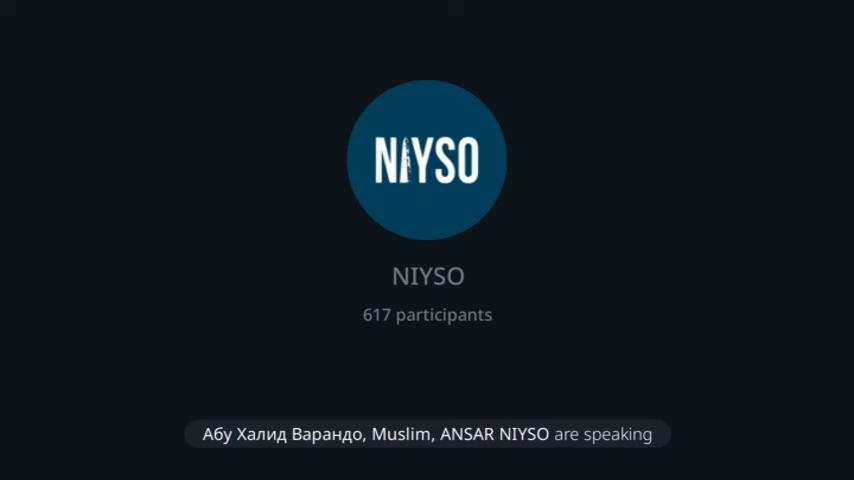 NIYSO
NIYSO
617 participants
Абу Халид Варандо, Muslim, ANSAR NIYSO are speaking